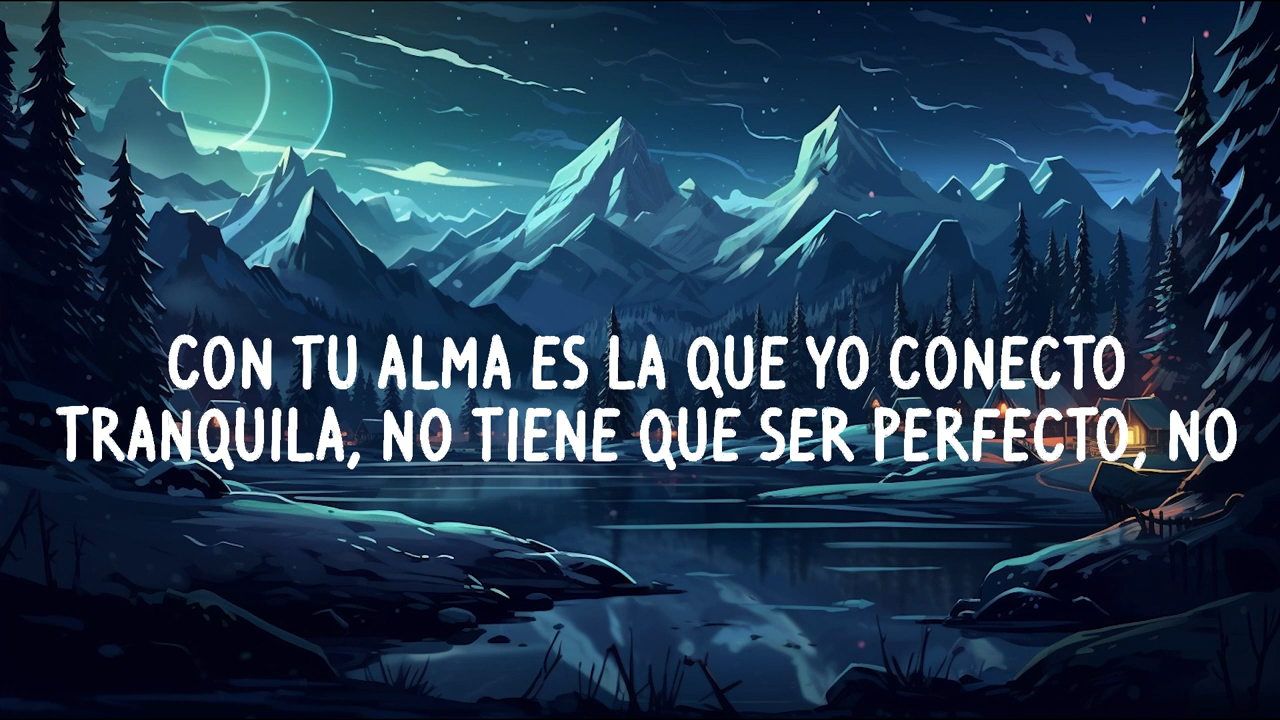 CON TU ALMA ES LA QUE YO CONECTO
TRANQUILA, NO TIENE QUE SER PERFECTO, NO